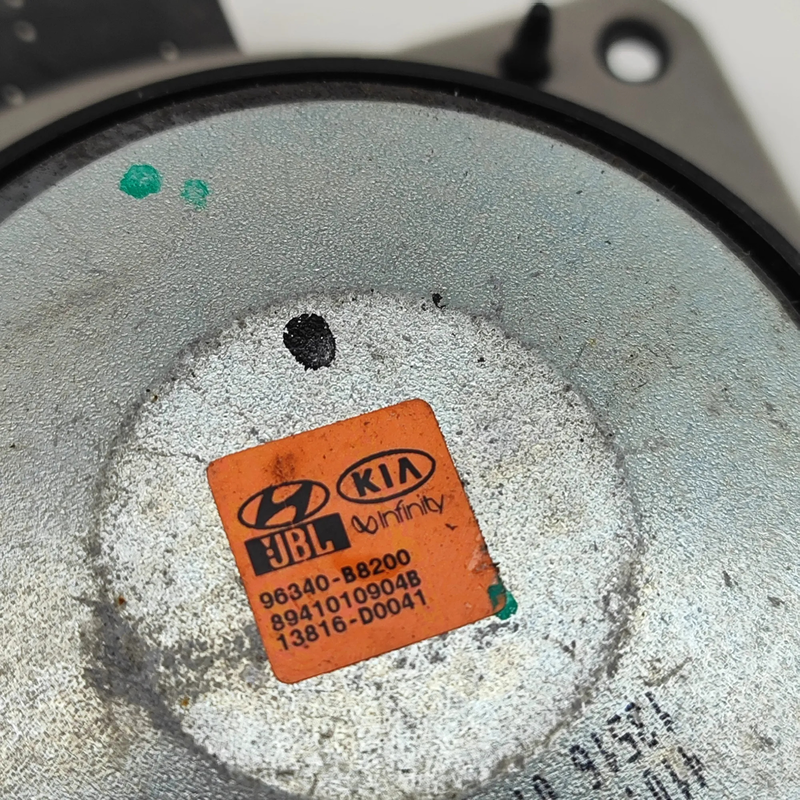 KIA
JBL Infinity
96340-B8200
8941010904B
13816-D0041